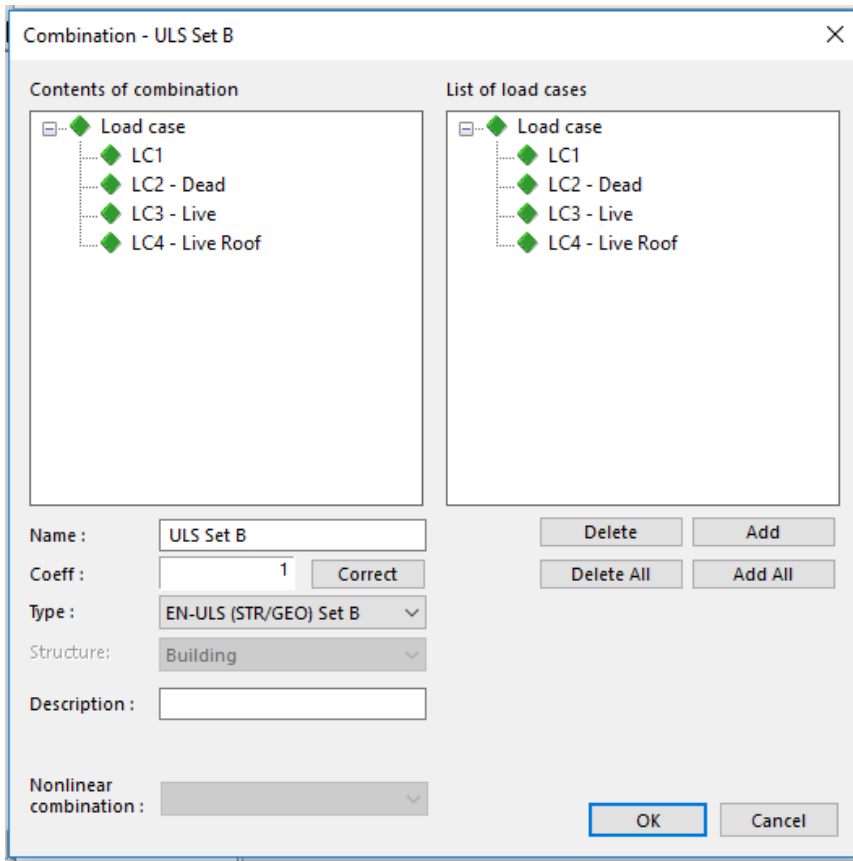 Combination - ULS Set B
Contents of combination
List of load cases
Load case
LC1
LC2 - Dead
LC3 - Live
LC4 - Live Roof
Load case
LC1
LC2 - Dead
LC3 - Live
LC4 - Live Roof
Name :
ULS Set B
Delete
Add
Coeff :
1
Correct
Delete All
Add All
Type :
EN-ULS (STR/GEO) Set B
Structure:
Building
Description :
Nonlinear
combination :
OK
Cancel